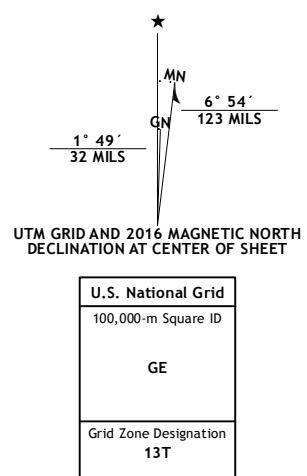 ★
MN
6° 54´
123 MILS
GN
1° 49´
32 MILS
UTM GRID AND 2016 MAGNETIC NORTH
DECLINATION AT CENTER OF SHEET
U.S. National Grid
100,000-m Square ID
GE
Grid Zone Designation
13T